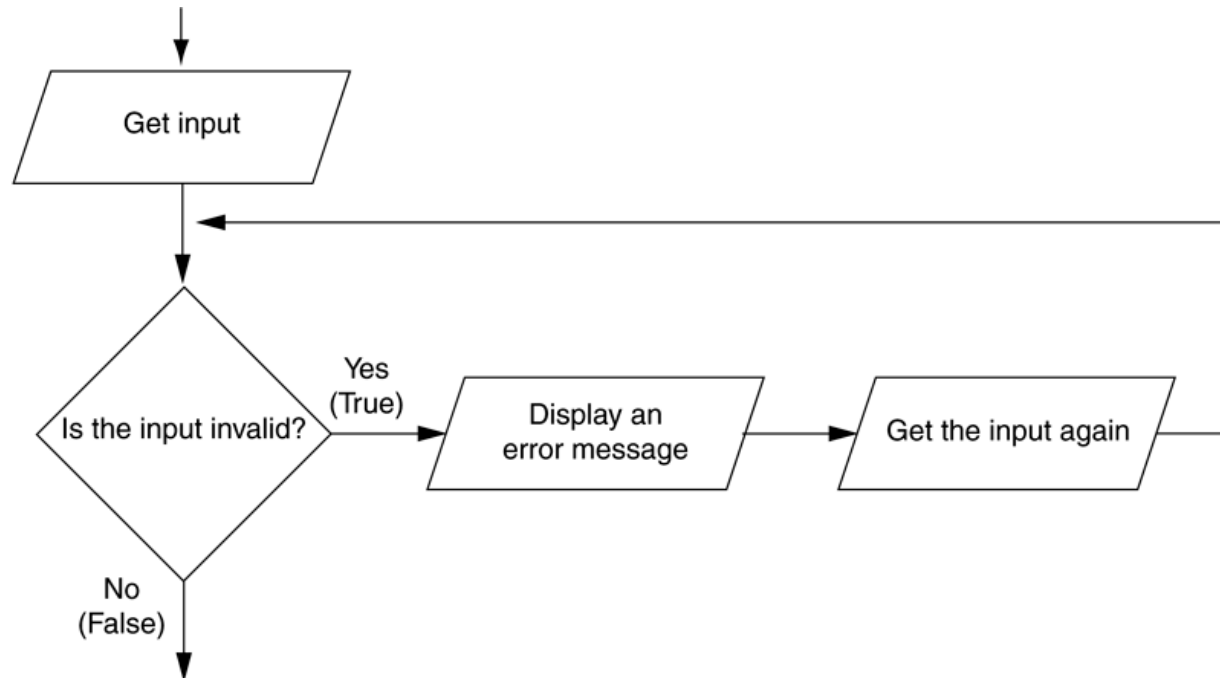 Get input
Is the input invalid?
Yes
(True)
Display an
error message
Get the input again
No
(False)